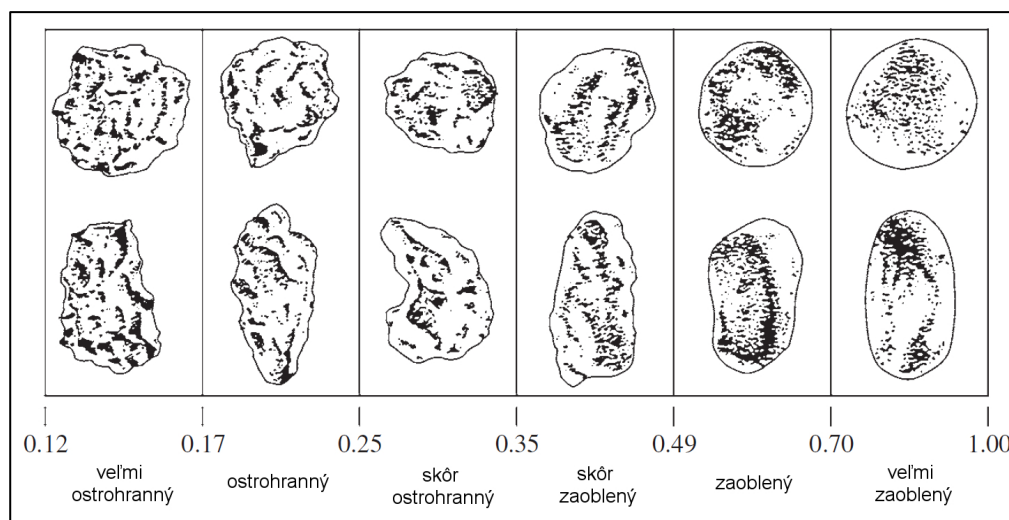 0.12 0.17 0.25 0.35 0.49 0.70 1.00
veľmi
ostrohranný
ostrohranný
skôr
ostrohranný
skôr
zaoblený
zaoblený
veľmi
zaoblený